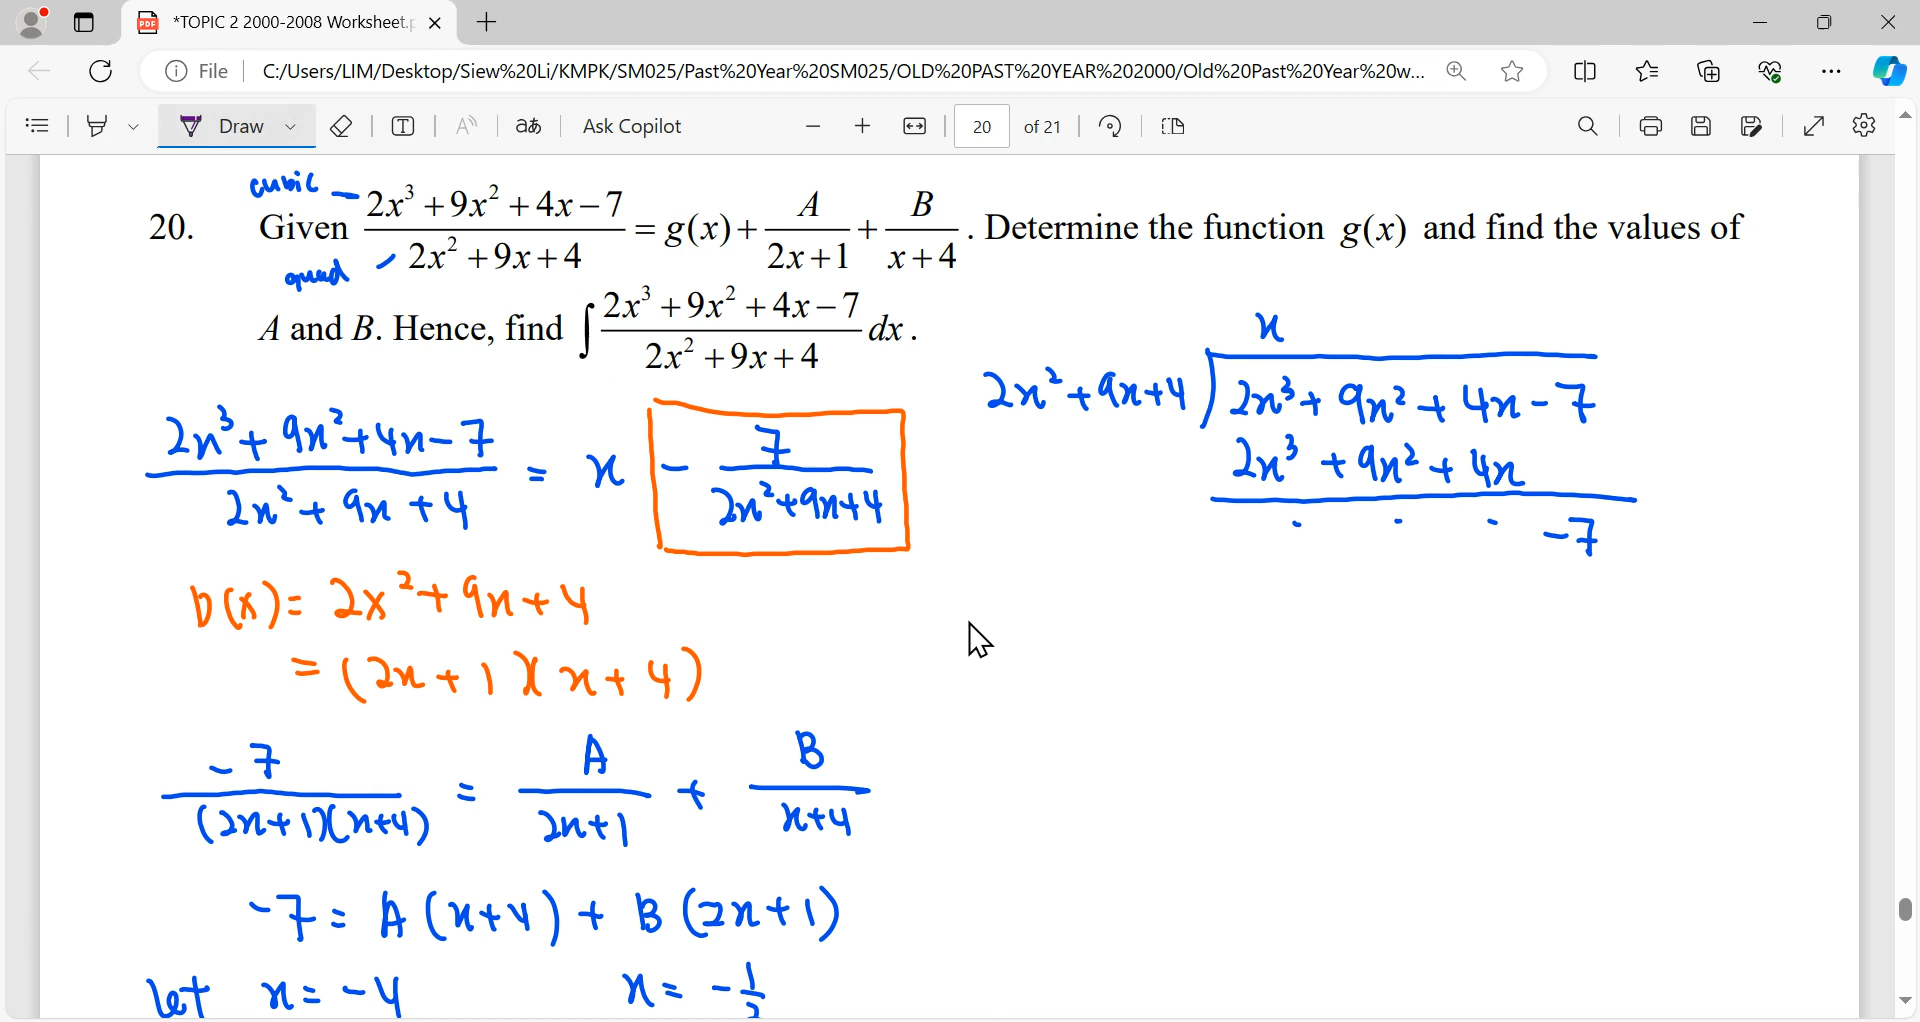 *TOPIC 2 2000-2008 Worksheet.p
File C:/Users/LIM/Desktop/Siew%20Li/KMPK/SM025/Past%20Year%20SM025/OLD%20PAST%20YEAR%202000/Old%20Past%20Year%20w...
Draw aあ Ask Copilot 20 of 21
cubic
20. Given (2x³ + 9x² + 4x − 7)/(2x² + 9x + 4) = g(x) + A/(2x + 1) + B/(x + 4). Determine the function g(x) and find the values of
quad
A and B. Hence, find ∫ (2x³ + 9x² + 4x − 7)/(2x² + 9x + 4) dx.
x
2x² + 9x + 4 ) 2x³ + 9x² + 4x − 7
2x³ + 9x² + 4x
− 7
(2x³ + 9x² + 4x − 7)/(2x² + 9x + 4) = x − 7/(2x² + 9x + 4)
D(x) = 2x² + 9x + 4
= (2x + 1)(x + 4)
−7/((2x + 1)(x + 4)) = A/(2x + 1) + B/(x + 4)
−7 = A(x + 4) + B(2x + 1)
let x = −4 x = −1/2